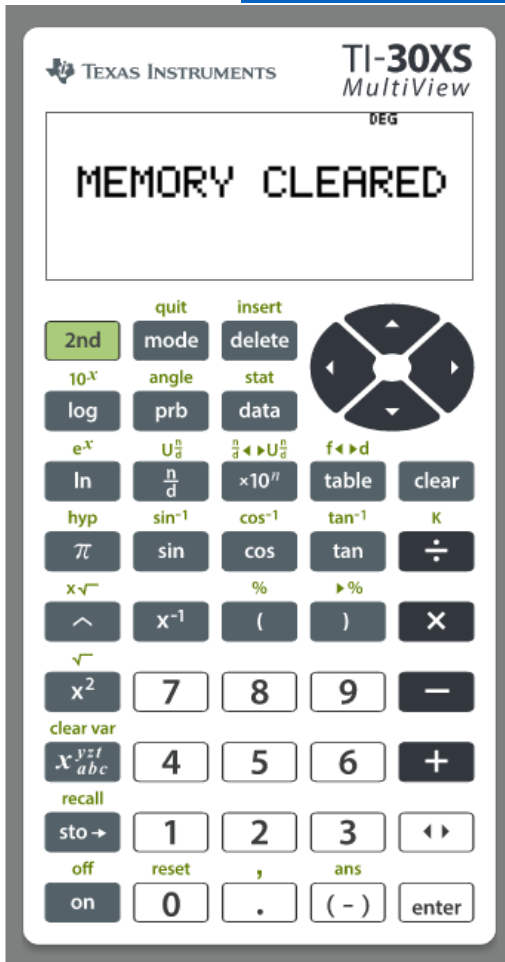 TEXAS INSTRUMENTS
TI-30XS
MultiView
DEG
MEMORY CLEARED
quit insert
2nd mode delete
10ˣ angle stat
log prb data
eˣ U n/d n/d ◄►U n/d f◄►d
ln n/d ×10ⁿ table clear
hyp sin⁻¹ cos⁻¹ tan⁻¹ K
π sin cos tan ÷
x√ % ►%
^ x⁻¹ ( ) ×
√
x² 7 8 9 −
clear var
x yzt abc 4 5 6 +
recall
sto→ 1 2 3 ◄►
off reset , ans
on 0 . (-) enter